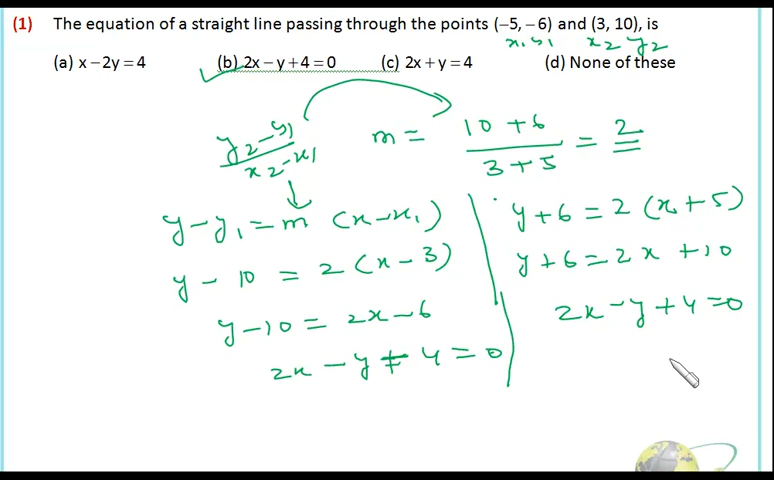 (1) The equation of a straight line passing through the points (−5, −6) and (3, 10), is
x₁, y₁ x₂ y₂
(a) x − 2y = 4 (b) 2x − y + 4 = 0 (c) 2x + y = 4 (d) None of these
y₂ − y₁ / x₂ − x₁
m = 10 + 6 / 3 + 5 = 2
y − y₁ = m (x − x₁)
y − 10 = 2 (x − 3)
y − 10 = 2x − 6
2x − y + 4 = 0
y + 6 = 2 (x + 5)
y + 6 = 2x + 10
2x − y + 4 = 0